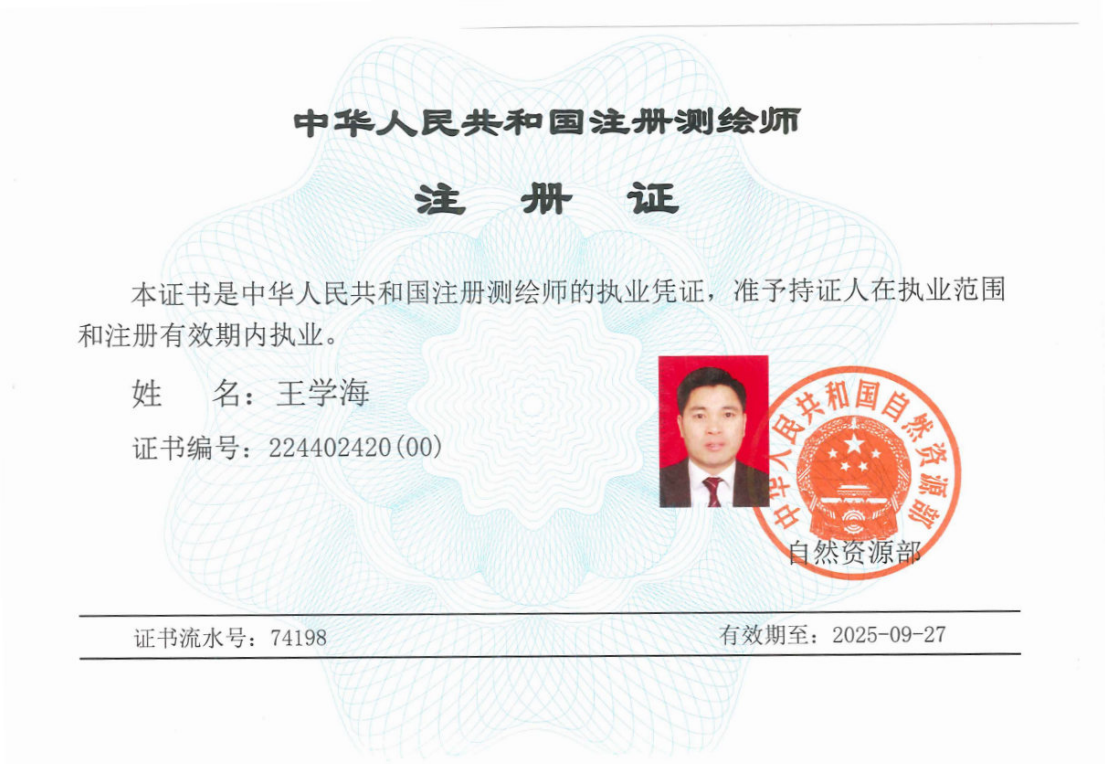 中华人民共和国注册测绘师
注 册 证
本证书是中华人民共和国注册测绘师的执业凭证，准予持证人在执业范围
和注册有效期内执业。
姓 名：王学海
证书编号：224402420(00)
中华人民共和国自然资源部
自然资源部
证书流水号：74198 有效期至：2025-09-27